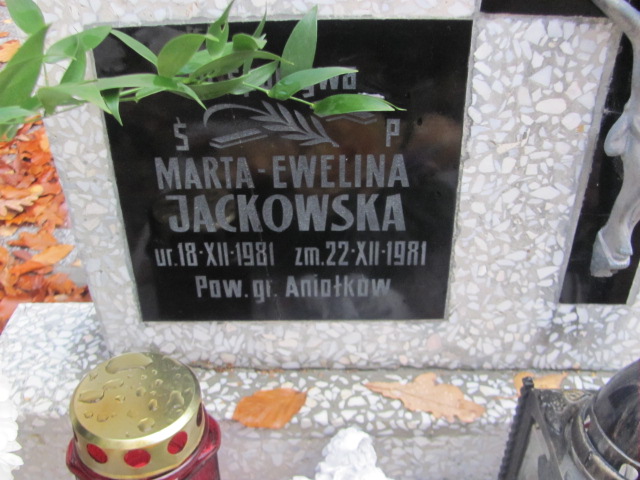 Ś P
MARTA-EWELINA
JACKOWSKA
ur. 18·XII·1981 zm. 22·XII·1981
Pow. gr. Aniołków